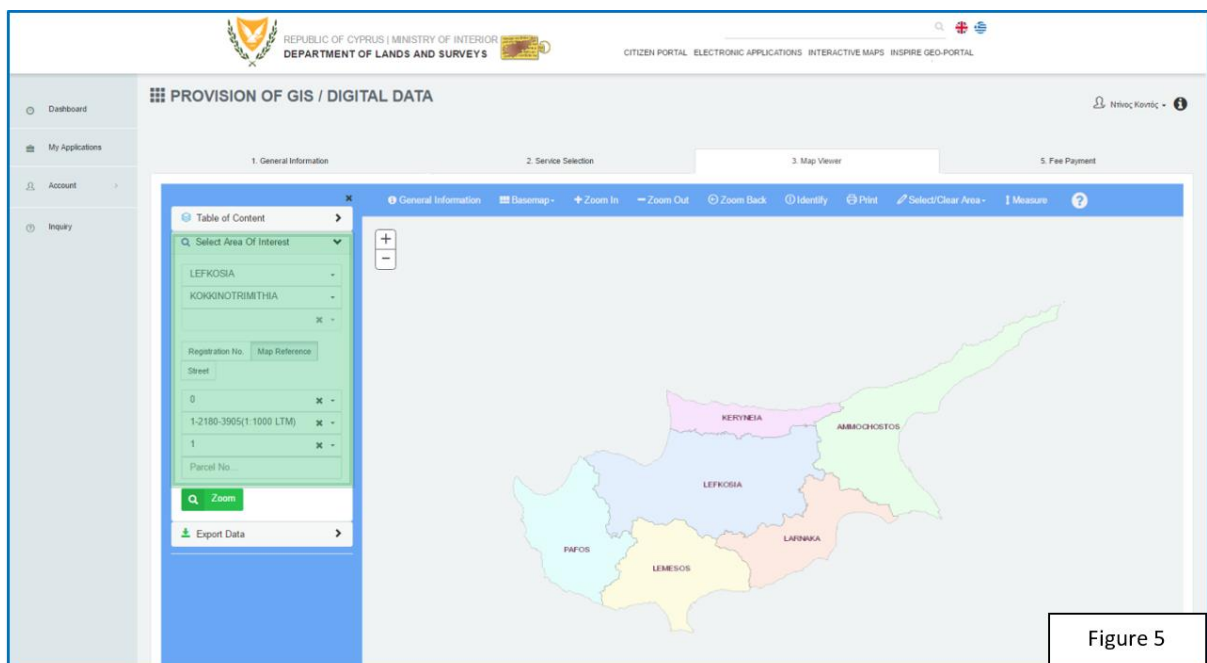 REPUBLIC OF CYPRUS | MINISTRY OF INTERIOR
DEPARTMENT OF LANDS AND SURVEYS
CITIZEN PORTAL ELECTRONIC APPLICATIONS INTERACTIVE MAPS INSPIRE GEO-PORTAL
Dashboard
My Applications
Account
Inquiry
PROVISION OF GIS / DIGITAL DATA
Ντίνος Κοντός
1. General Information
2. Service Selection
3. Map Viewer
5. Fee Payment
General Information Basemap Zoom In Zoom Out Zoom Back Identify Print Select/Clear Area Measure
Table of Content
Select Area Of Interest
LEFKOSIA
KOKKINOTRIMITHIA
Registration No. Map Reference
Street
0
1-2180-3905(1:1000 LTM)
1
Parcel No...
Zoom
Export Data
KERYNEIA
AMMOCHOSTOS
LEFKOSIA
LARNAKA
PAFOS
LEMESOS
Figure 5